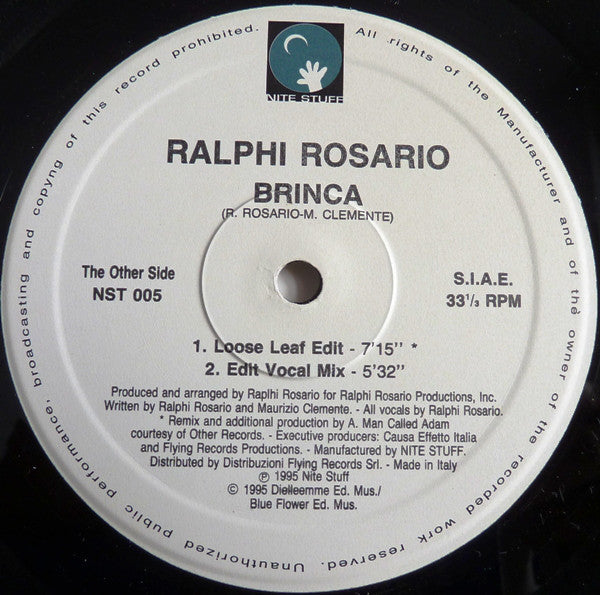 NITE STUFF
RALPHI ROSARIO
BRINCA
(R. ROSARIO-M. CLEMENTE)
The Other Side
NST 005
S.I.A.E.
33¹/₃ RPM
1. Loose Leaf Edit - 7'15'' *
2. Edit Vocal Mix - 5'32''
Produced and arranged by Raplhi Rosario for Ralphi Rosario Productions, Inc.
Written by Ralphi Rosario and Maurizio Clemente. - All vocals by Ralphi Rosario.
* Remix and additional production by A. Man Called Adam
courtesy of Other Records. - Executive producers: Causa Effetto Italia
and Flying Records Productions. - Manufactured by NITE STUFF.
Distributed by Distribuzioni Flying Records Srl. - Made in Italy
℗ 1995 Nite Stuff
© 1995 Dielleemme Ed. Mus./
Blue Flower Ed. Mus.
All rights of the Manufacturer and of the owner of the recorded work reserved. Unauthorized public performance, broadcasting and copyng of this record prohibited.